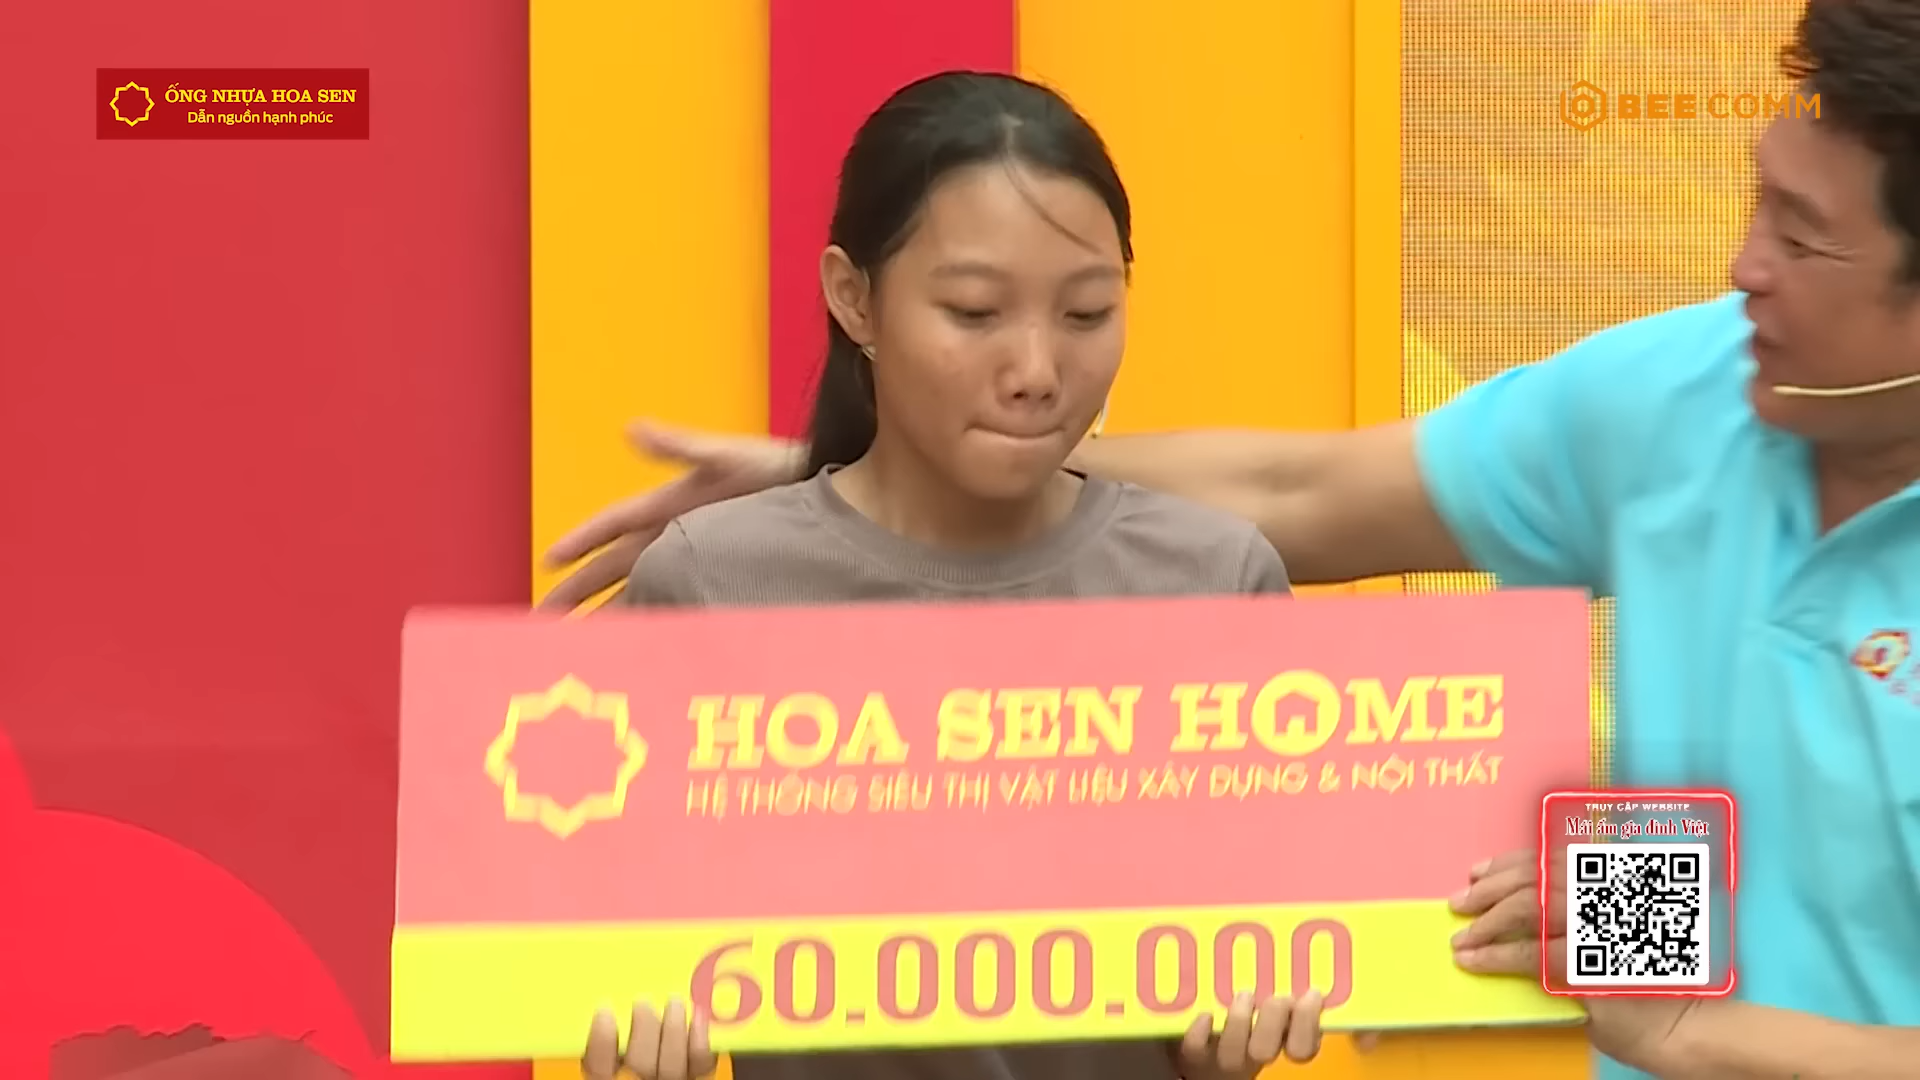 ỐNG NHỰA HOA SEN
Dẫn nguồn hạnh phúc
BEE COMM
HOA SEN HOME
HỆ THỐNG SIÊU THỊ VẬT LIỆU XÂY DỰNG & NỘI THẤT
60.000.000
TRUY CẬP WEBSITE
Mái ấm gia đình Việt